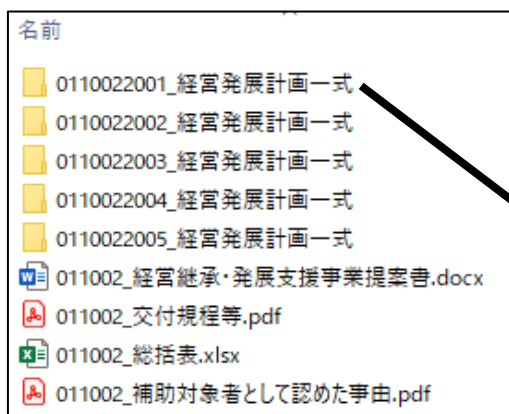 名前
0110022001_経営発展計画一式
0110022002_経営発展計画一式
0110022003_経営発展計画一式
0110022004_経営発展計画一式
0110022005_経営発展計画一式
011002_経営継承・発展支援事業提案書.docx
011002_交付規程等.pdf
011002_総括表.xlsx
011002_補助対象者として認めた事由.pdf